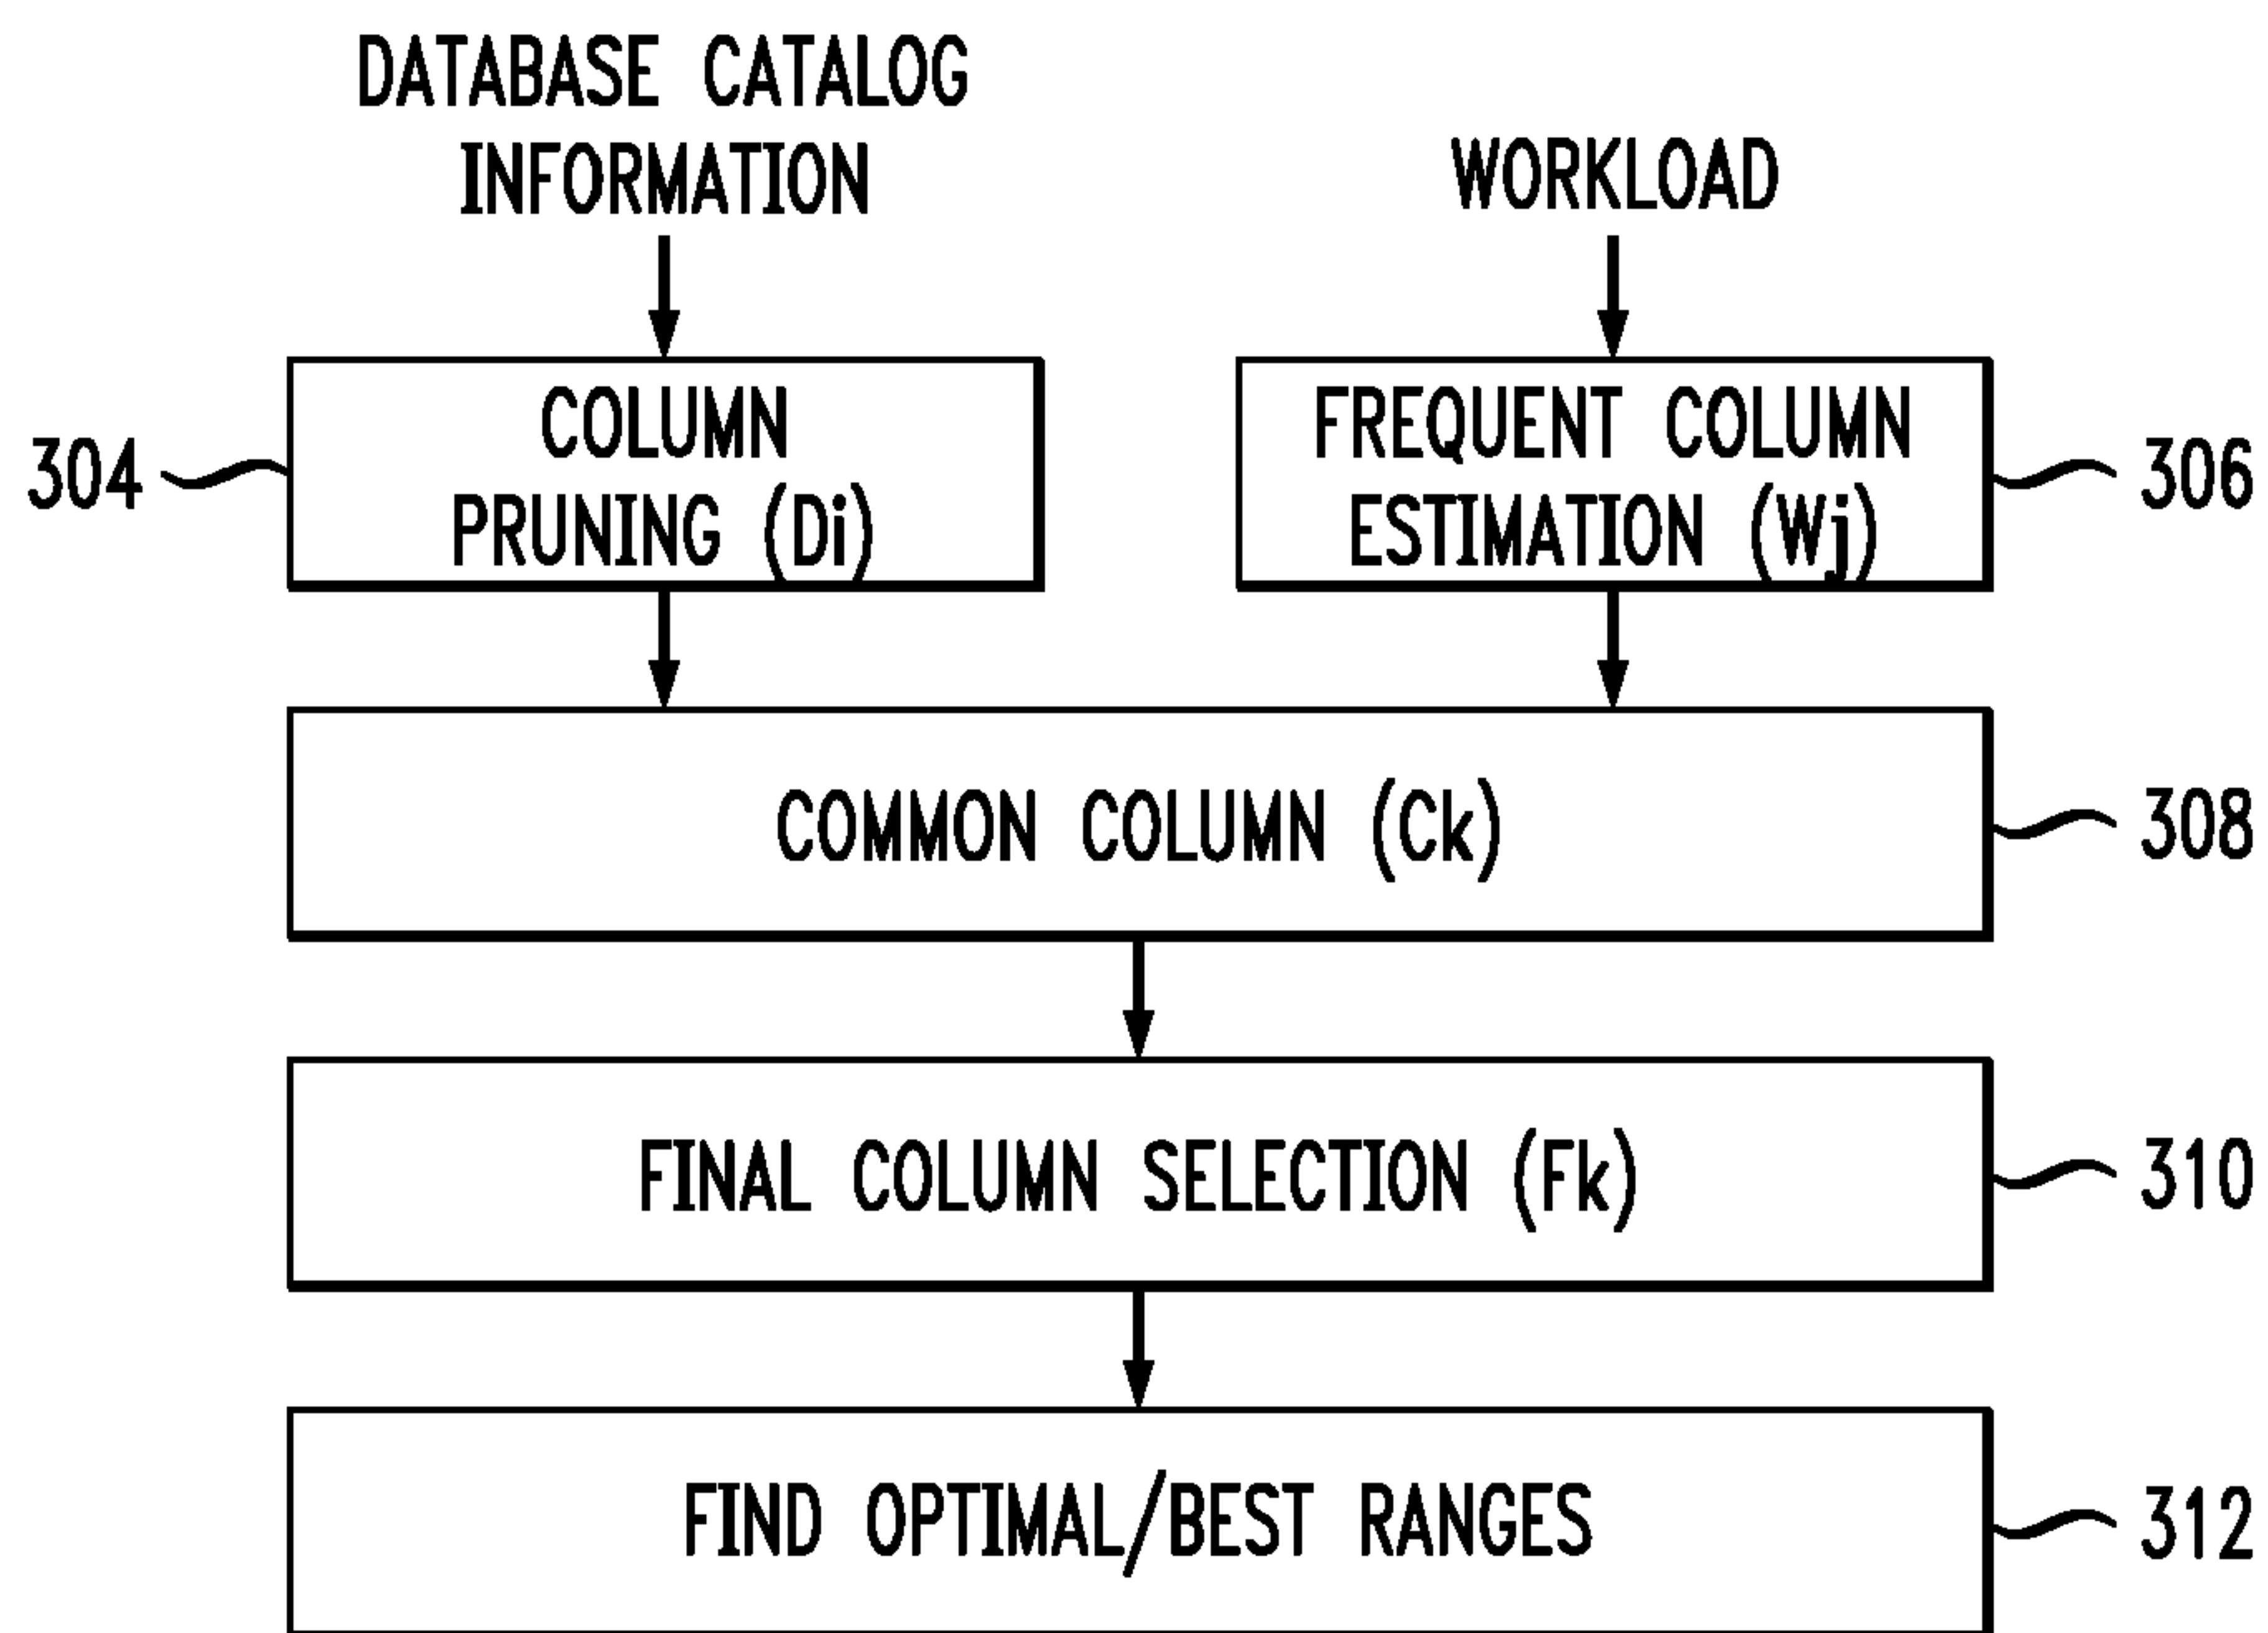 DATABASE CATALOG
INFORMATION
WORKLOAD
304
COLUMN
PRUNING (Di)
FREQUENT COLUMN
ESTIMATION (Wj)
306
COMMON COLUMN (Ck)
308
FINAL COLUMN SELECTION (Fk)
310
FIND OPTIMAL/BEST RANGES
312